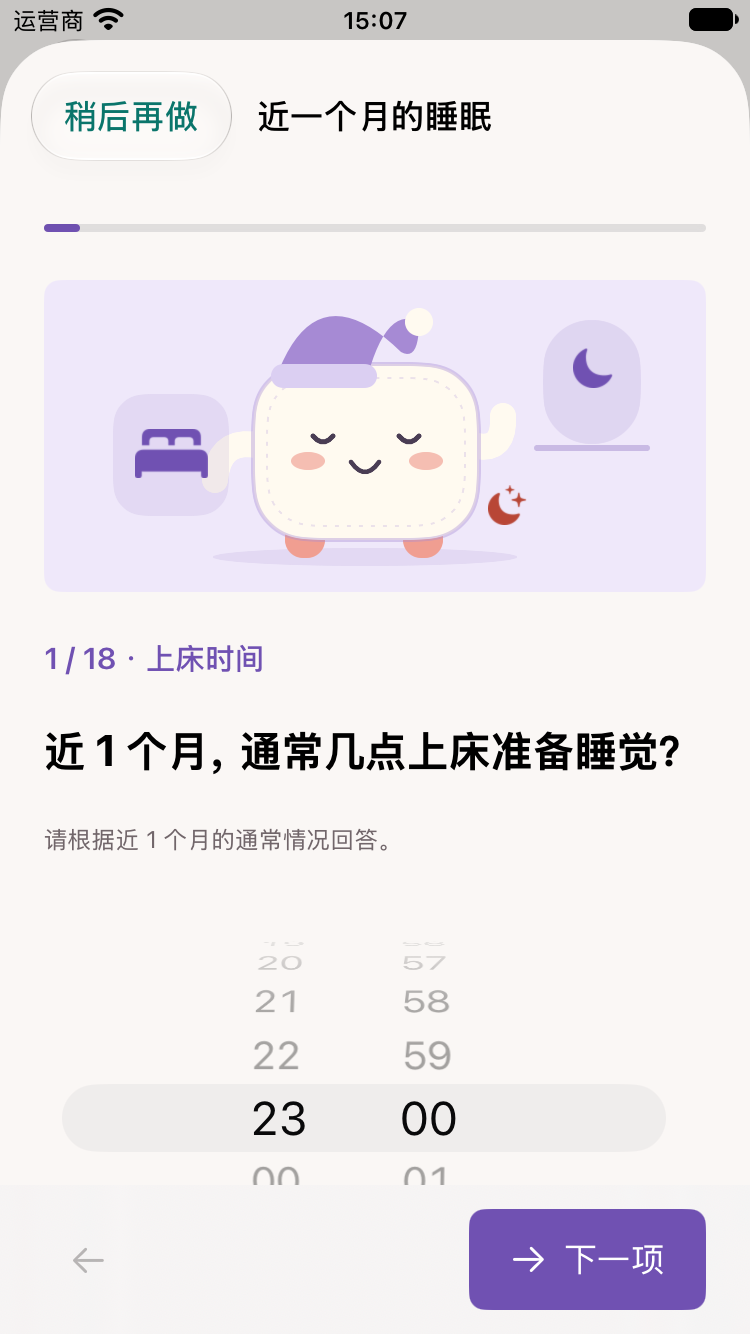 运营商 15:07
稍后再做 近一个月的睡眠
1 / 18 · 上床时间
近 1 个月，通常几点上床准备睡觉？
请根据近 1 个月的通常情况回答。
20 57
21 58
22 59
23 00
00 01
下一项